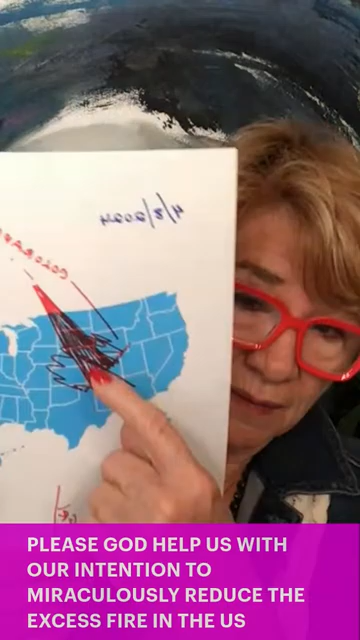 4/8/2024
PLEASE GOD HELP US WITH
OUR INTENTION TO
MIRACULOUSLY REDUCE THE
EXCESS FIRE IN THE US